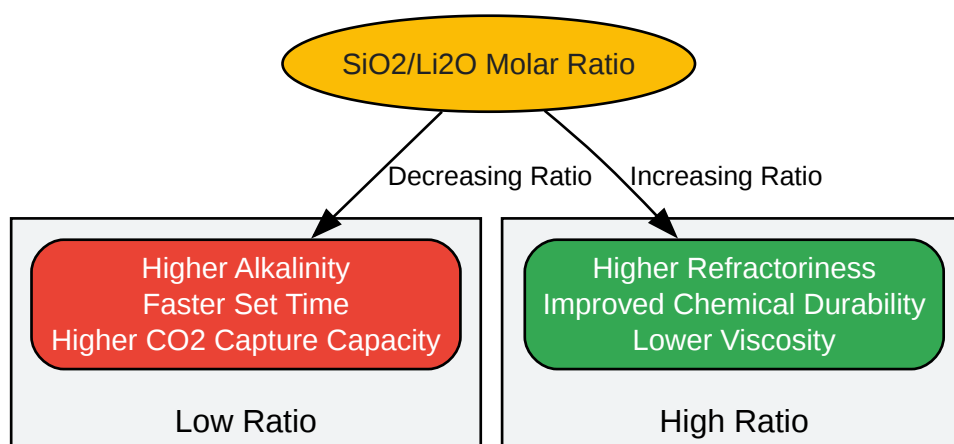 SiO2/Li2O Molar Ratio
Decreasing Ratio
Increasing Ratio
Higher Alkalinity
Faster Set Time
Higher CO2 Capture Capacity
Low Ratio
Higher Refractoriness
Improved Chemical Durability
Lower Viscosity
High Ratio